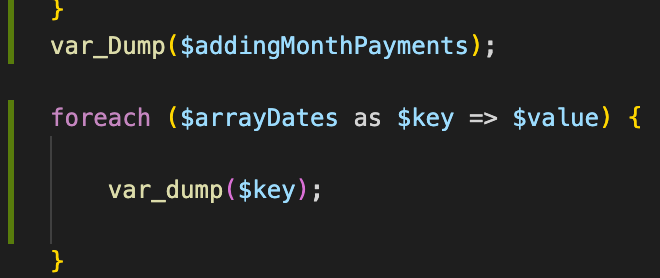 }
var_Dump($addingMonthPayments);
foreach ($arrayDates as $key => $value) {
var_dump($key);
}